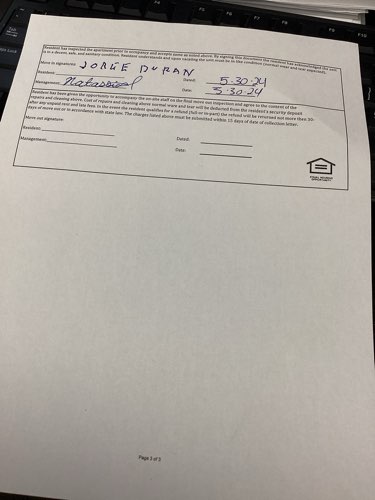 Resident has inspected the apartment prior to occupancy and accepts same as noted above. By signing this document the resident has acknowledged the unit
is in a decent, safe, and sanitary condition. Resident understands and upon vacating the unit must be in like condition (normal wear and tear expected).
Move in signatures:
Resident: JORGE DURAN Dated: 5.30.24
Management: Date: 5.30.24
Resident has been given the opportunity to accompany the on-site staff on the final move out inspection and agree to the content of the
repairs and cleaning above. Cost of repairs and cleaning above normal wear and tear will be deducted from the resident's security deposit
after any unpaid rent and late fees. In the event the resident qualifies for a refund (full or in-part) the refund will be returned not more then 30-
days of move out or in accordance with state law. The charges listed above must be submitted within 15 days of date of collection letter.
Move out signature:
Resident: Dated:
Management: Date:
EQUAL HOUSING
OPPORTUNITY
Page 3 of 3